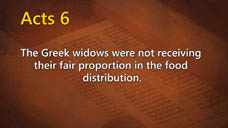 Acts 6
The Greek widows were not receiving
their fair proportion in the food
distribution.